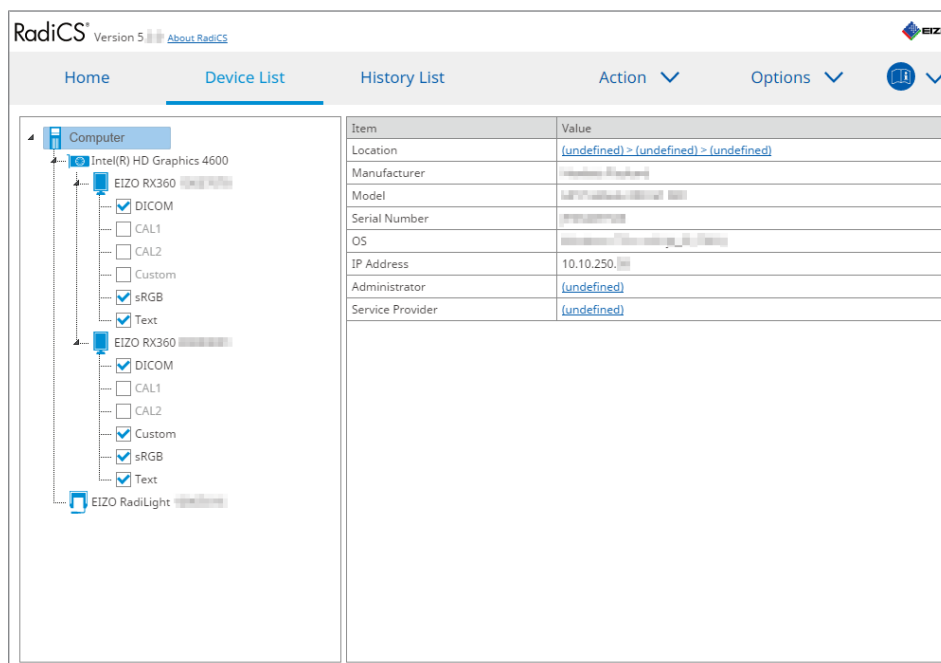 RadiCS® Version 5. About RadiCS
EIZ
Home Device List History List Action Options
Computer
Intel(R) HD Graphics 4600
EIZO RX360
DICOM
CAL1
CAL2
Custom
sRGB
Text
EIZO RX360
DICOM
CAL1
CAL2
Custom
sRGB
Text
EIZO RadiLight
Item Value
Location (undefined) > (undefined) > (undefined)
Manufacturer
Model
Serial Number
OS
IP Address 10.10.250.
Administrator (undefined)
Service Provider (undefined)